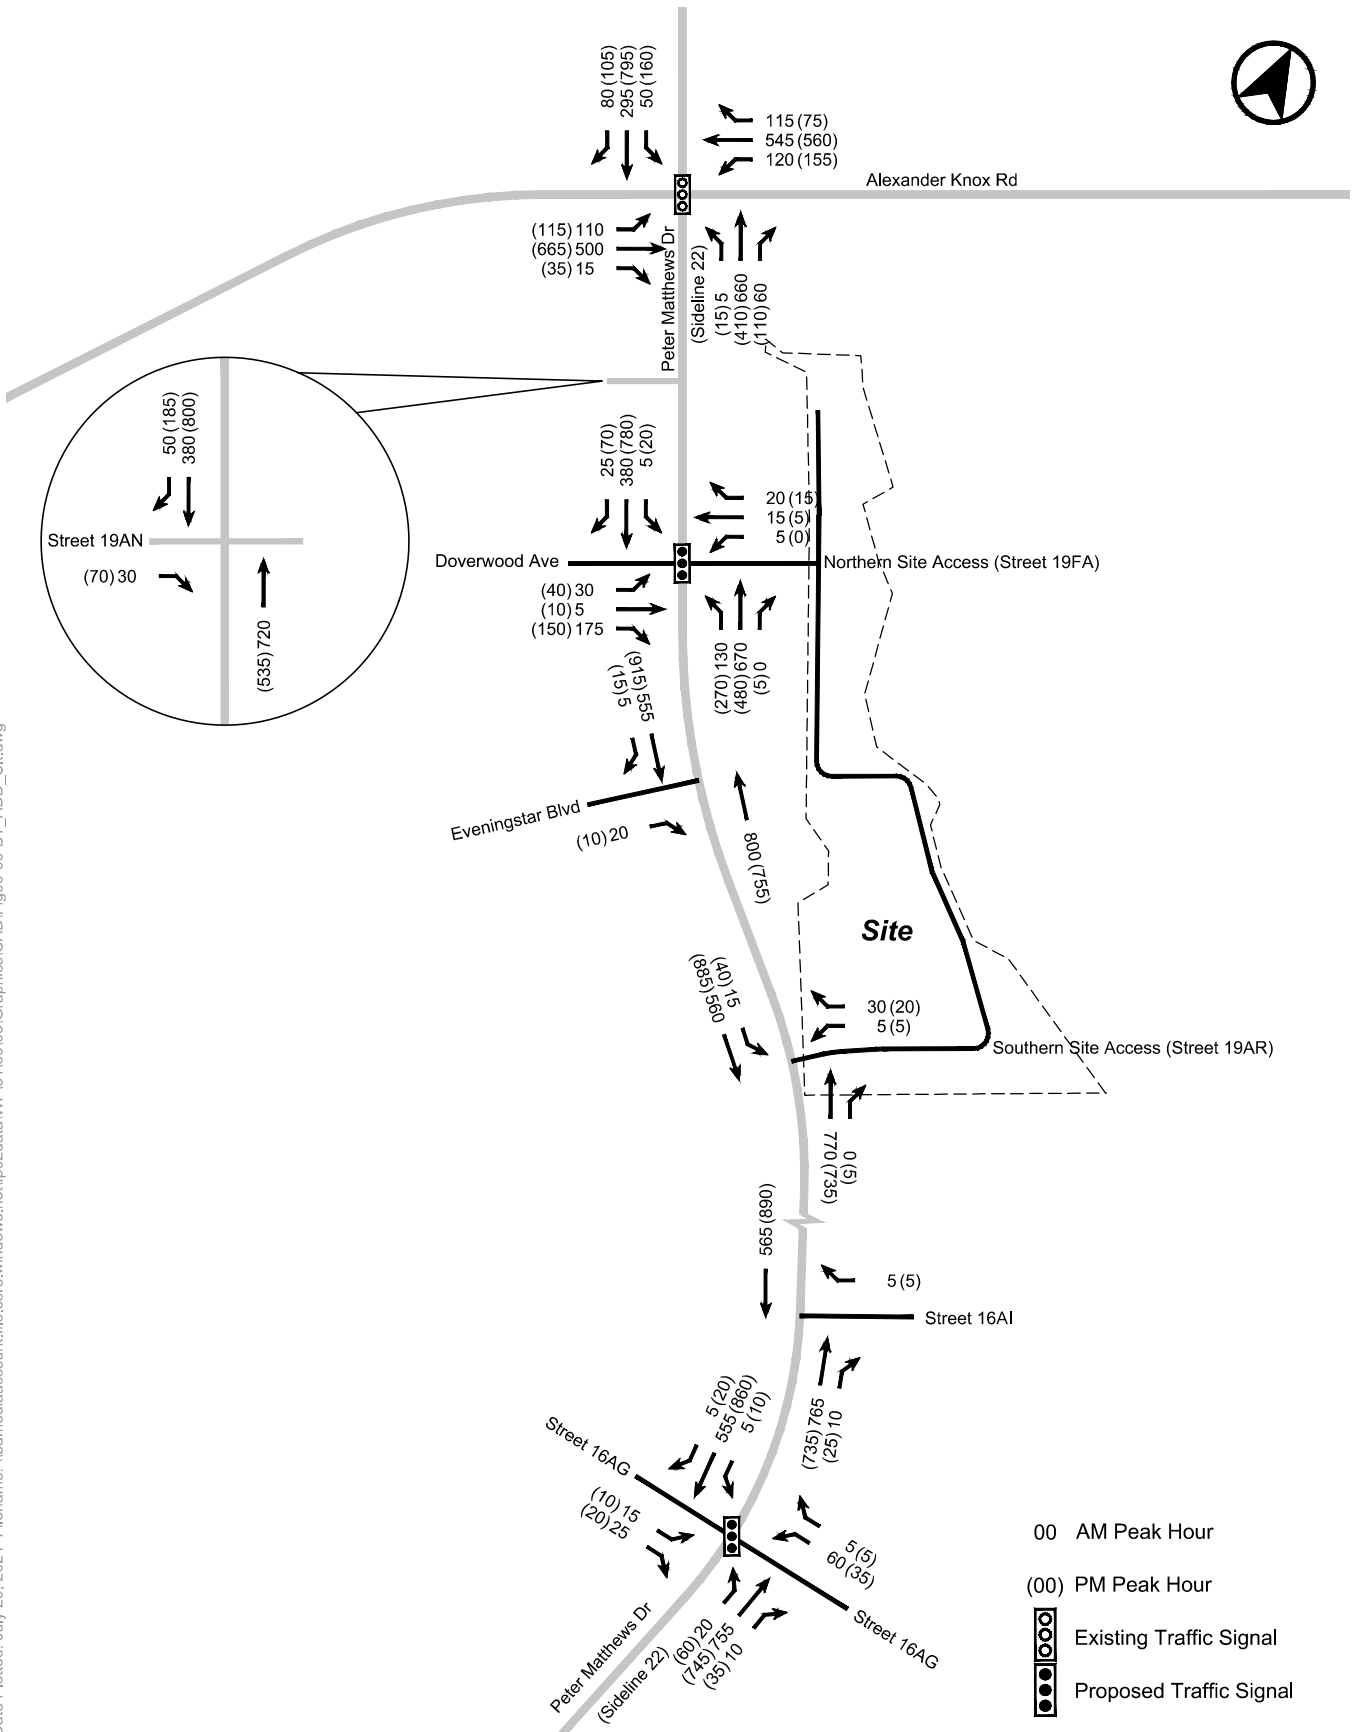 80 (105)
295 (795)
50 (160)
115 (75)
545 (560)
120 (155)
Alexander Knox Rd
(115) 110
(665) 500
(35) 15
Peter Matthews Dr
(Sideline 22)
(15) 5
(410) 660
(110) 60
50 (185)
380 (800)
Street 19AN
(70) 30
(535) 720
25 (70)
380 (780)
5 (20)
20 (15)
15 (5)
5 (0)
Doverwood Ave
Northern Site Access (Street 19FA)
(40) 30
(10) 5
(150) 175
(270) 130
(480) 670
(5) 0
(915) 555
(15) 5
Eveningstar Blvd
(10) 20
800 (755)
Site
(40) 15
(885) 560
30 (20)
5 (5)
Southern Site Access (Street 19AR)
0 (5)
770 (735)
565 (890)
5 (5)
Street 16AI
(735) 765
(25) 10
5 (20)
555 (860)
5 (10)
Street 16AG
(10) 15
(20) 25
5 (5)
60 (35)
Street 16AG
(60) 20
(745) 755
(35) 10
Peter Matthews Dr
(Sideline 22)
00 AM Peak Hour
(00) PM Peak Hour
Existing Traffic Signal
Proposed Traffic Signal